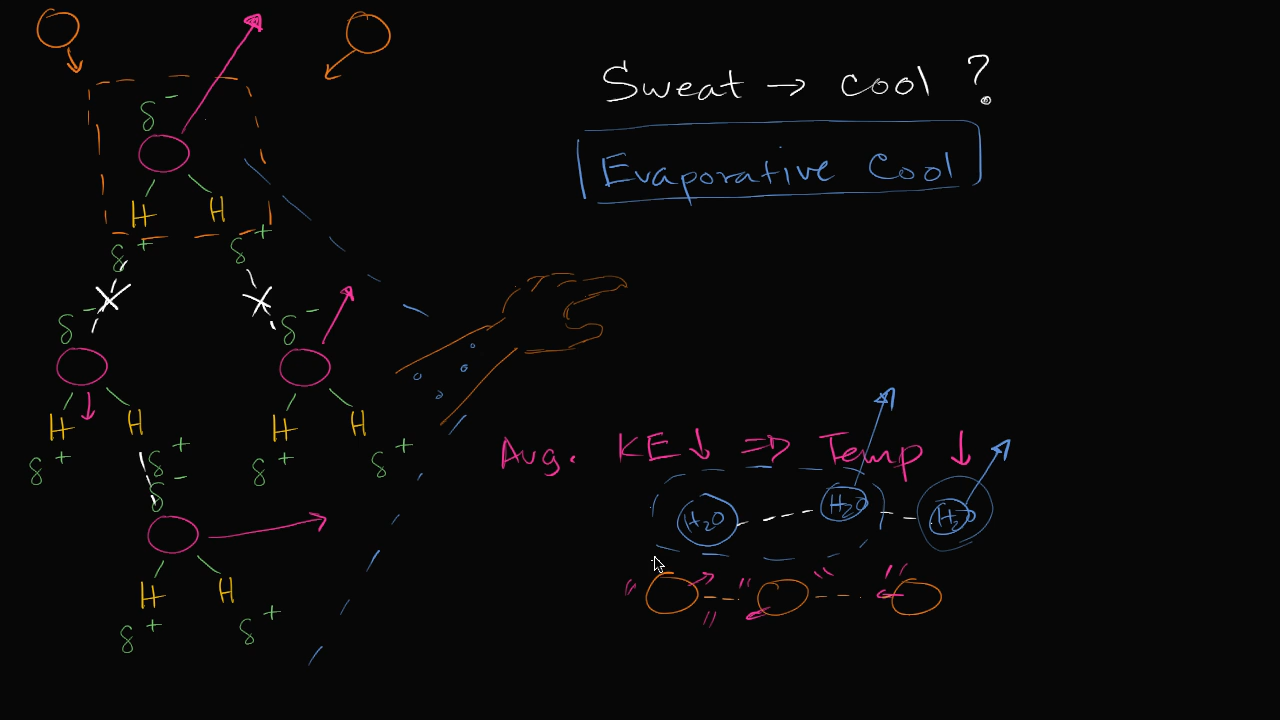 Sweat → cool ?
Evaporative Cool
δ⁻
H H
δ⁺ δ⁺
δ⁻ δ⁻
H H H H
δ⁺ δ⁺ δ⁺ δ⁺
δ⁻
H H
δ⁺ δ⁺
Avg. KE↓ ⇒ Temp ↓
H₂O H₂O H₂O